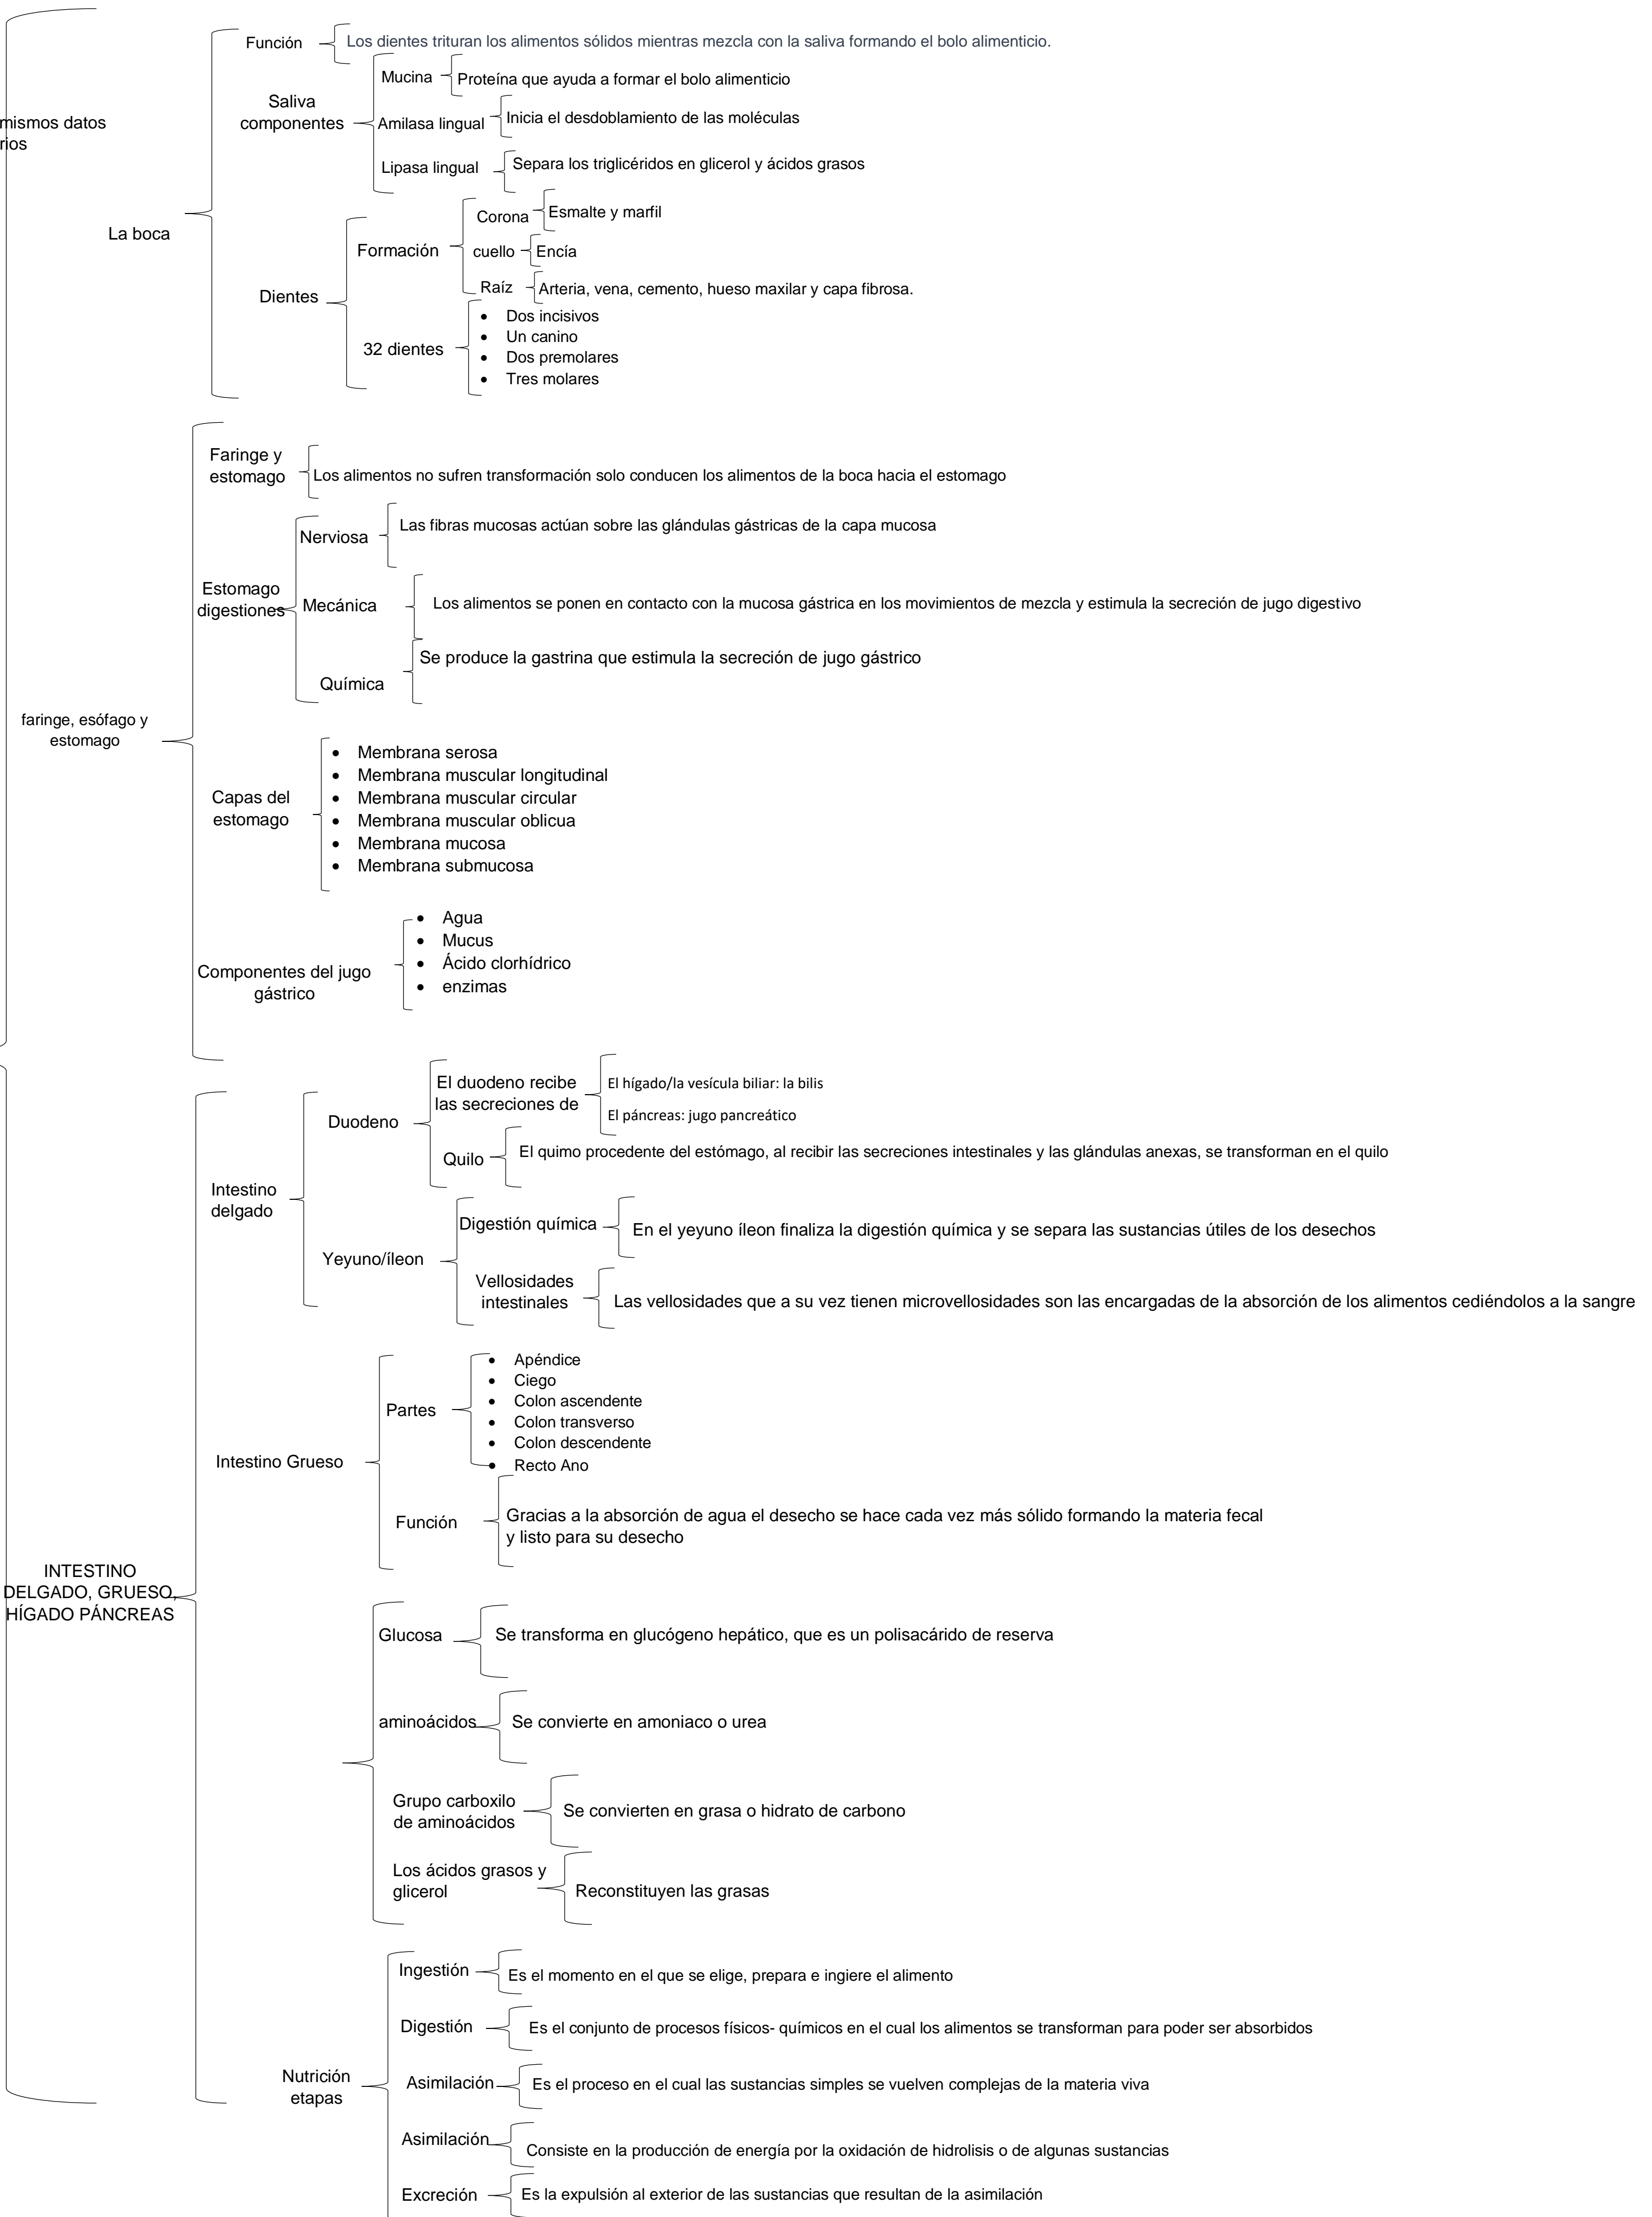 mismos datos
rios
La boca
Función
Los dientes trituran los alimentos sólidos mientras mezcla con la saliva formando el bolo alimenticio.
Saliva
componentes
Mucina
Proteína que ayuda a formar el bolo alimenticio
Amilasa lingual
Inicia el desdoblamiento de las moléculas
Lipasa lingual
Separa los triglicéridos en glicerol y ácidos grasos
Dientes
Formación
Corona
Esmalte y marfil
cuello
Encía
Raíz
Arteria, vena, cemento, hueso maxilar y capa fibrosa.
32 dientes
• Dos incisivos
• Un canino
• Dos premolares
• Tres molares
faringe, esófago y
estomago
Faringe y
estomago
Los alimentos no sufren transformación solo conducen los alimentos de la boca hacia el estomago
Estomago
digestiones
Nerviosa
Las fibras mucosas actúan sobre las glándulas gástricas de la capa mucosa
Mecánica
Los alimentos se ponen en contacto con la mucosa gástrica en los movimientos de mezcla y estimula la secreción de jugo digestivo
Química
Se produce la gastrina que estimula la secreción de jugo gástrico
Capas del
estomago
• Membrana serosa
• Membrana muscular longitudinal
• Membrana muscular circular
• Membrana muscular oblicua
• Membrana mucosa
• Membrana submucosa
Componentes del jugo
gástrico
• Agua
• Mucus
• Ácido clorhídrico
• enzimas
INTESTINO
DELGADO, GRUESO,
HÍGADO PÁNCREAS
Intestino
delgado
Duodeno
El duodeno recibe
las secreciones de
El hígado/la vesícula biliar: la bilis
El páncreas: jugo pancreático
Quilo
El quimo procedente del estómago, al recibir las secreciones intestinales y las glándulas anexas, se transforman en el quilo
Yeyuno/íleon
Digestión química
En el yeyuno íleon finaliza la digestión química y se separa las sustancias útiles de los desechos
Vellosidades
intestinales
Las vellosidades que a su vez tienen microvellosidades son las encargadas de la absorción de los alimentos cediéndolos a la sangre
Intestino Grueso
Partes
• Apéndice
• Ciego
• Colon ascendente
• Colon transverso
• Colon descendente
• Recto Ano
Función
Gracias a la absorción de agua el desecho se hace cada vez más sólido formando la materia fecal
y listo para su desecho
Glucosa
Se transforma en glucógeno hepático, que es un polisacárido de reserva
aminoácidos
Se convierte en amoniaco o urea
Grupo carboxilo
de aminoácidos
Se convierten en grasa o hidrato de carbono
Los ácidos grasos y
glicerol
Reconstituyen las grasas
Nutrición
etapas
Ingestión
Es el momento en el que se elige, prepara e ingiere el alimento
Digestión
Es el conjunto de procesos físicos- químicos en el cual los alimentos se transforman para poder ser absorbidos
Asimilación
Es el proceso en el cual las sustancias simples se vuelven complejas de la materia viva
Asimilación
Consiste en la producción de energía por la oxidación de hidrolisis o de algunas sustancias
Excreción
Es la expulsión al exterior de las sustancias que resultan de la asimilación